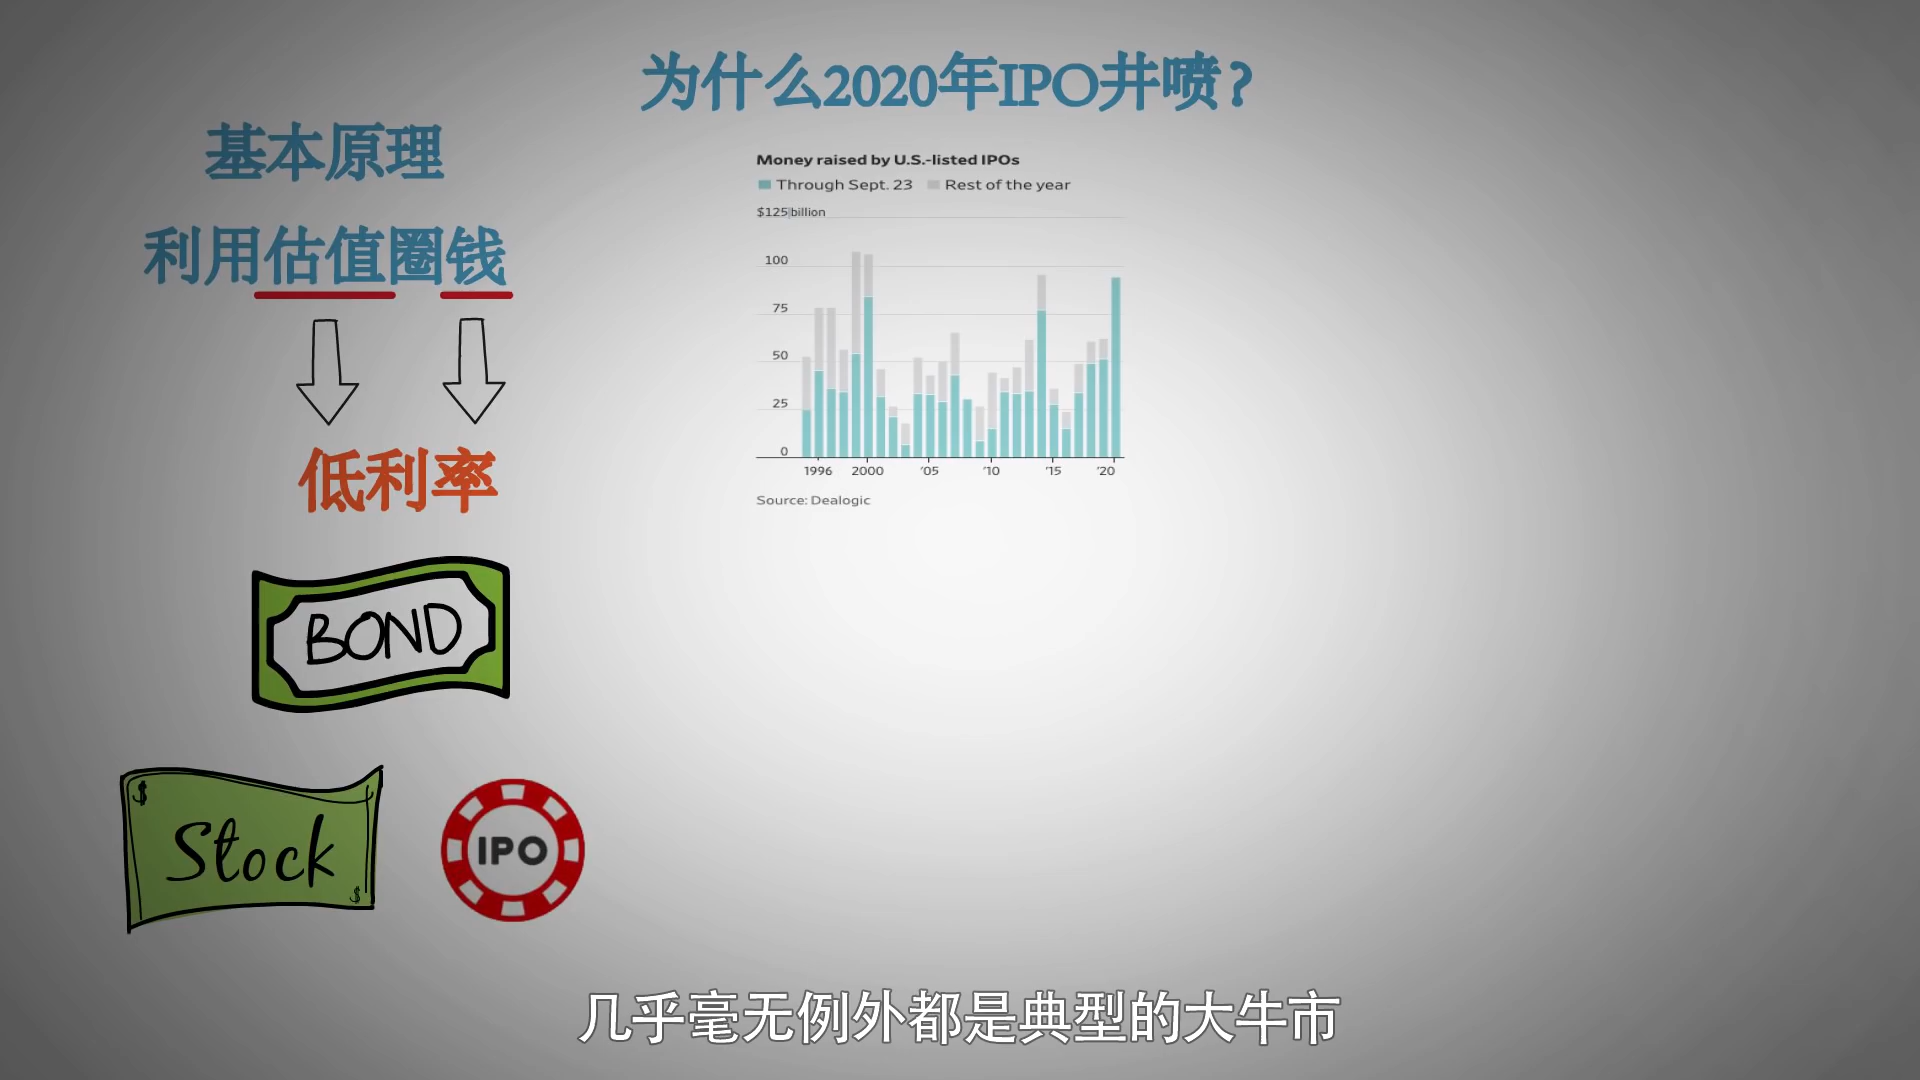 为什么2020年IPO井喷？
基本原理
利用估值圈钱
低利率
BOND
$
Stock
$
IPO
Money raised by U.S.-listed IPOs
Through Sept. 23 Rest of the year
$125 billion
100
75
50
25
0
1996 2000 '05 '10 '15 '20
Source: Dealogic
几乎毫无例外都是典型的大牛市